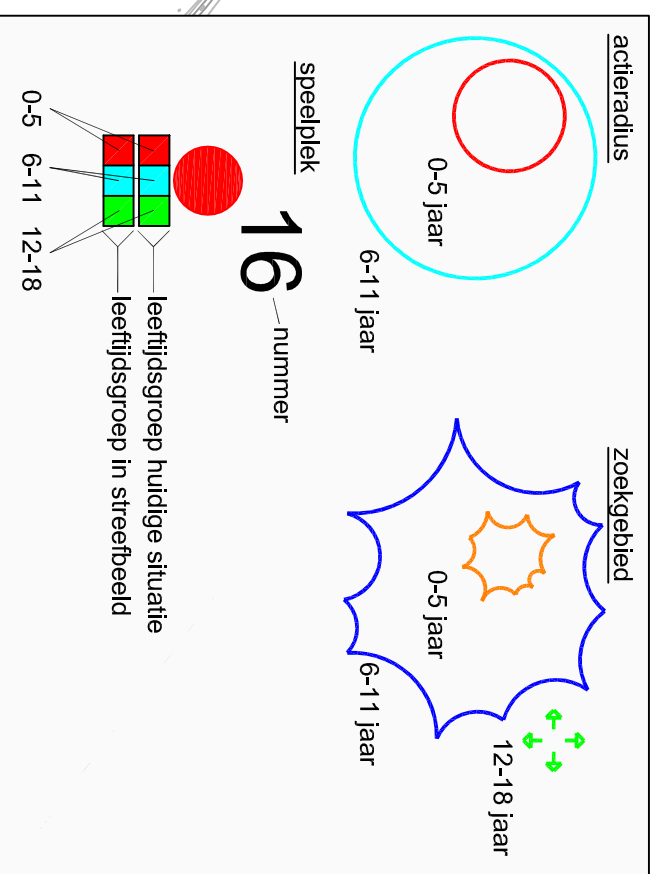 actieradius
0-5 jaar
6-11 jaar
zoekgebied
0-5 jaar
6-11 jaar
12-18 jaar
speelplek
16
nummer
leeftijdsgroep huidige situatie
leeftijdsgroep in streefbeeld
0-5
6-11
12-18